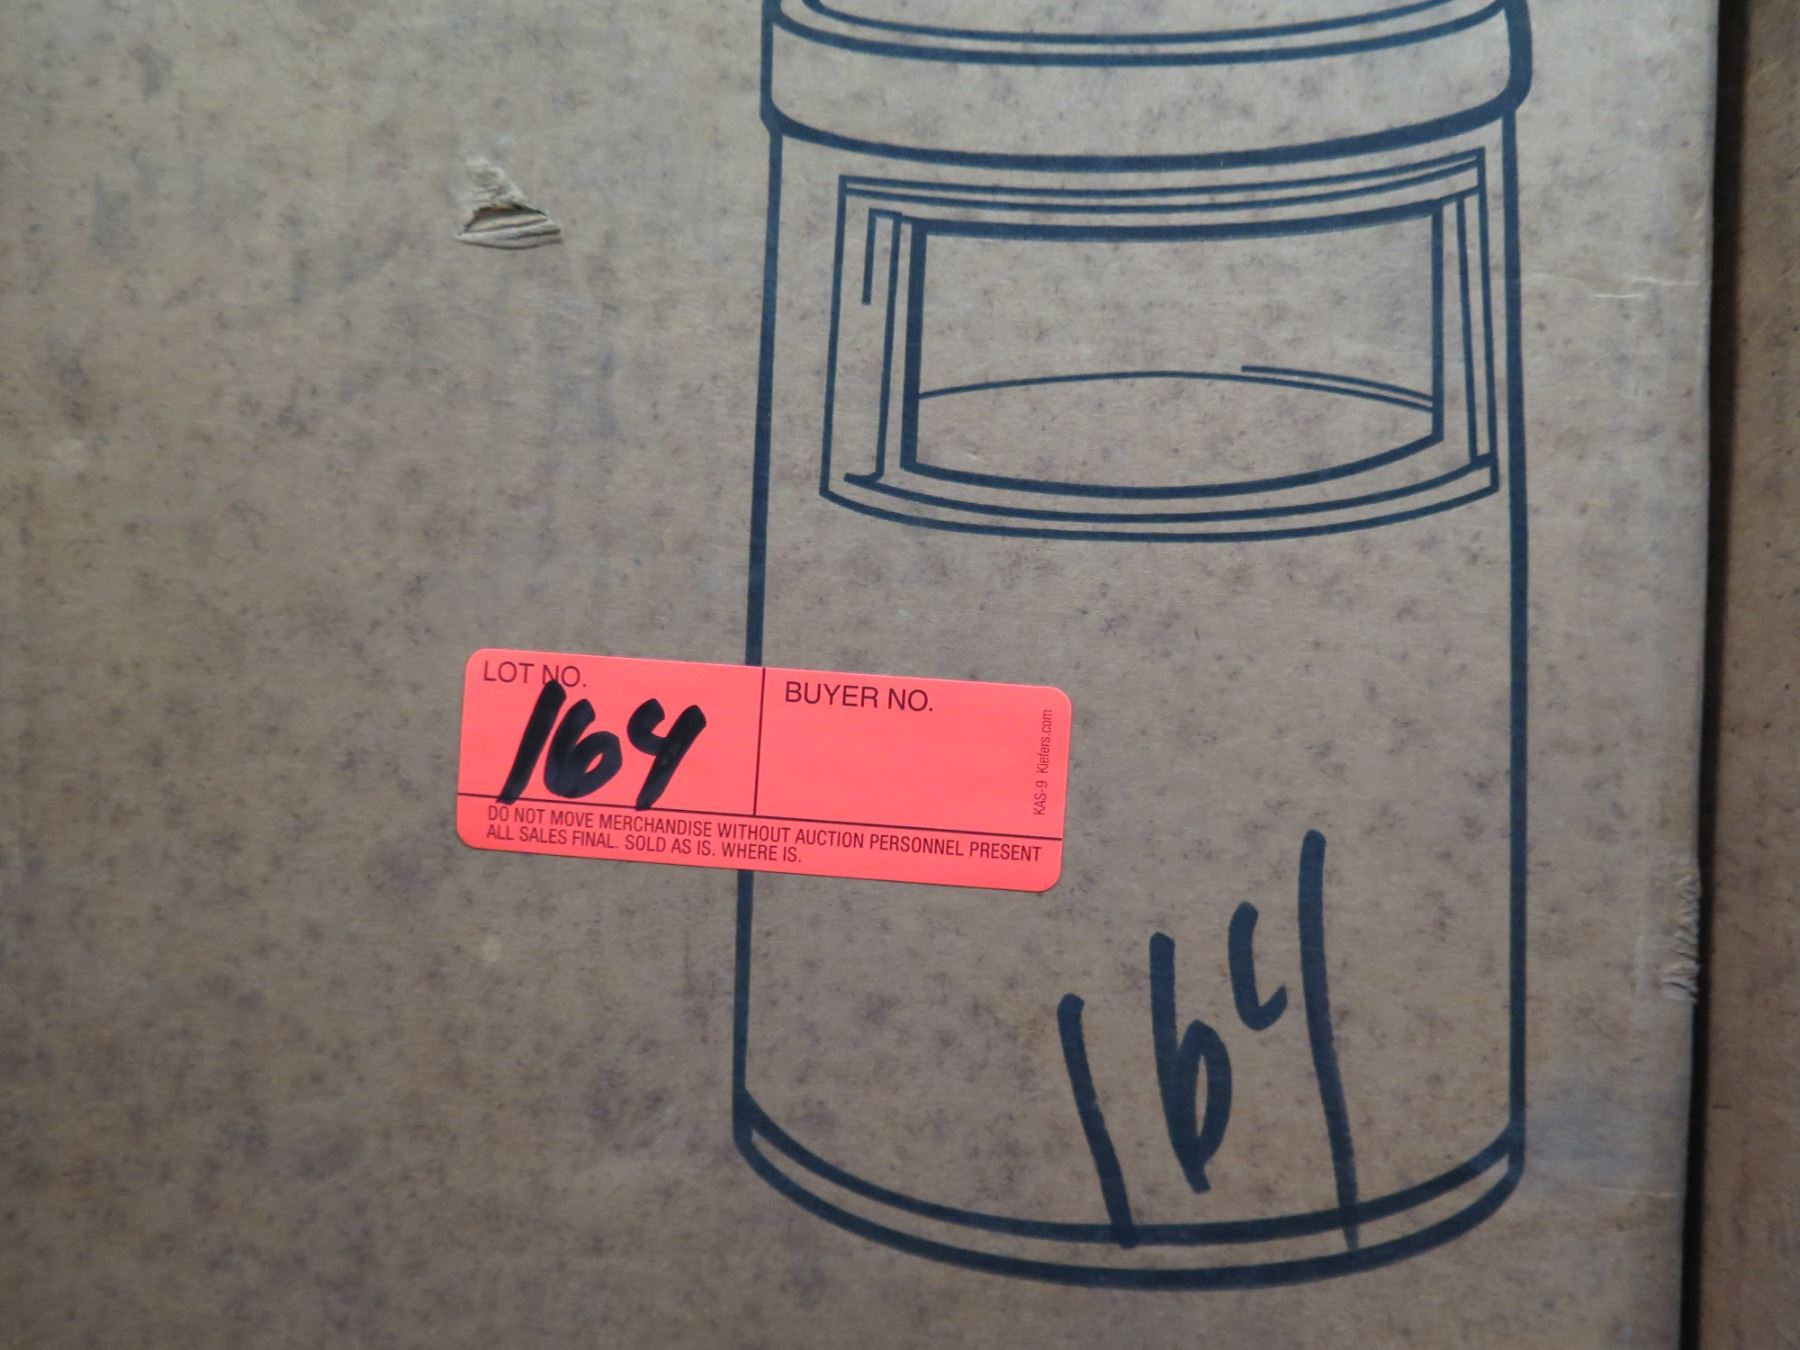 LOT NO.
164
BUYER NO.
KAS-9 Kiefers.com
DO NOT MOVE MERCHANDISE WITHOUT AUCTION PERSONNEL PRESENT
ALL SALES FINAL. SOLD AS IS. WHERE IS.
164